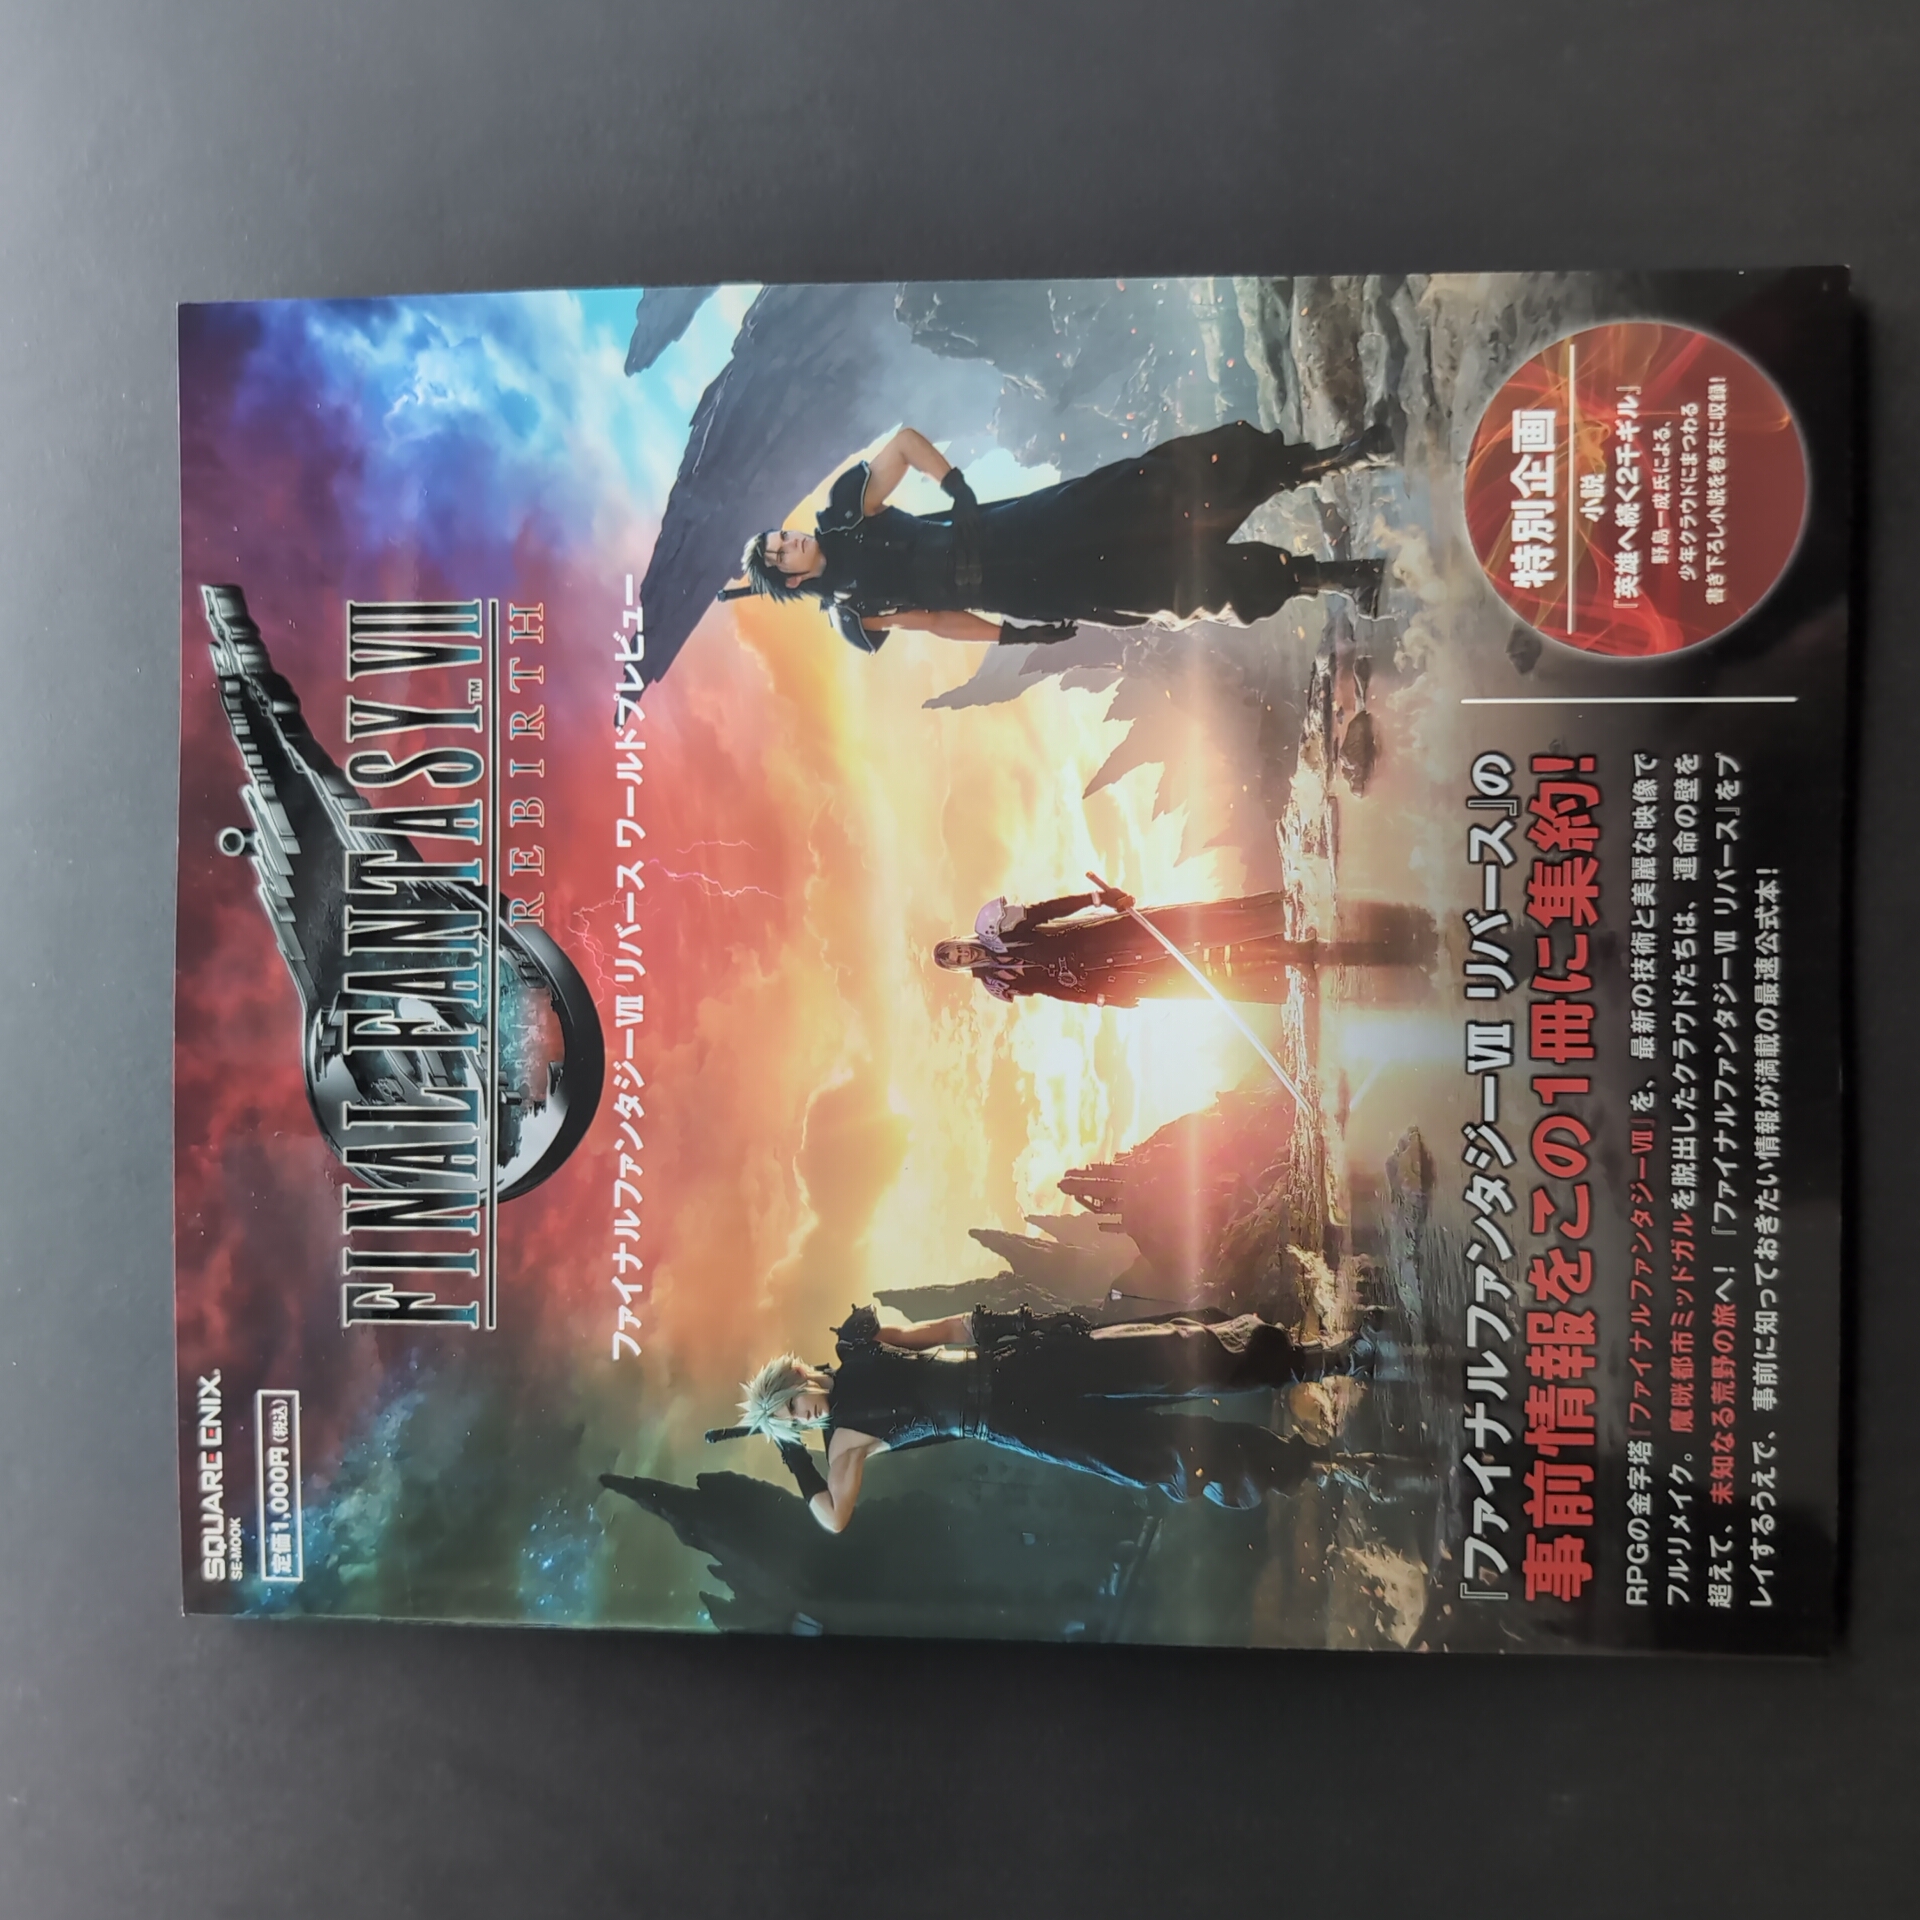 SQUARE ENIX®
SE-MOOK
定価1,000円(税込)
FINAL FANTASY VII
TM
REBIRTH
ファイナルファンタジーVII リバース ワールドプレビュー
『ファイナルファンタジーVII リバース』の
事前情報をこの1冊に集約!
RPGの金字塔『ファイナルファンタジーVII』を、最新の技術と美麗な映像で
フルリメイク。魔晄都市ミッドガルを脱出したクラウドたちは、運命の壁を
超えて、未知なる荒野の旅へ!『ファイナルファンタジーVII リバース』をプ
レイするうえで、事前に知っておきたい情報が満載の最速公式本!
特別企画
小説
『英雄へ続く2千ギル』
野島一成氏による、
少年クラウドにまつわる
書き下ろし小説を巻末に収録!